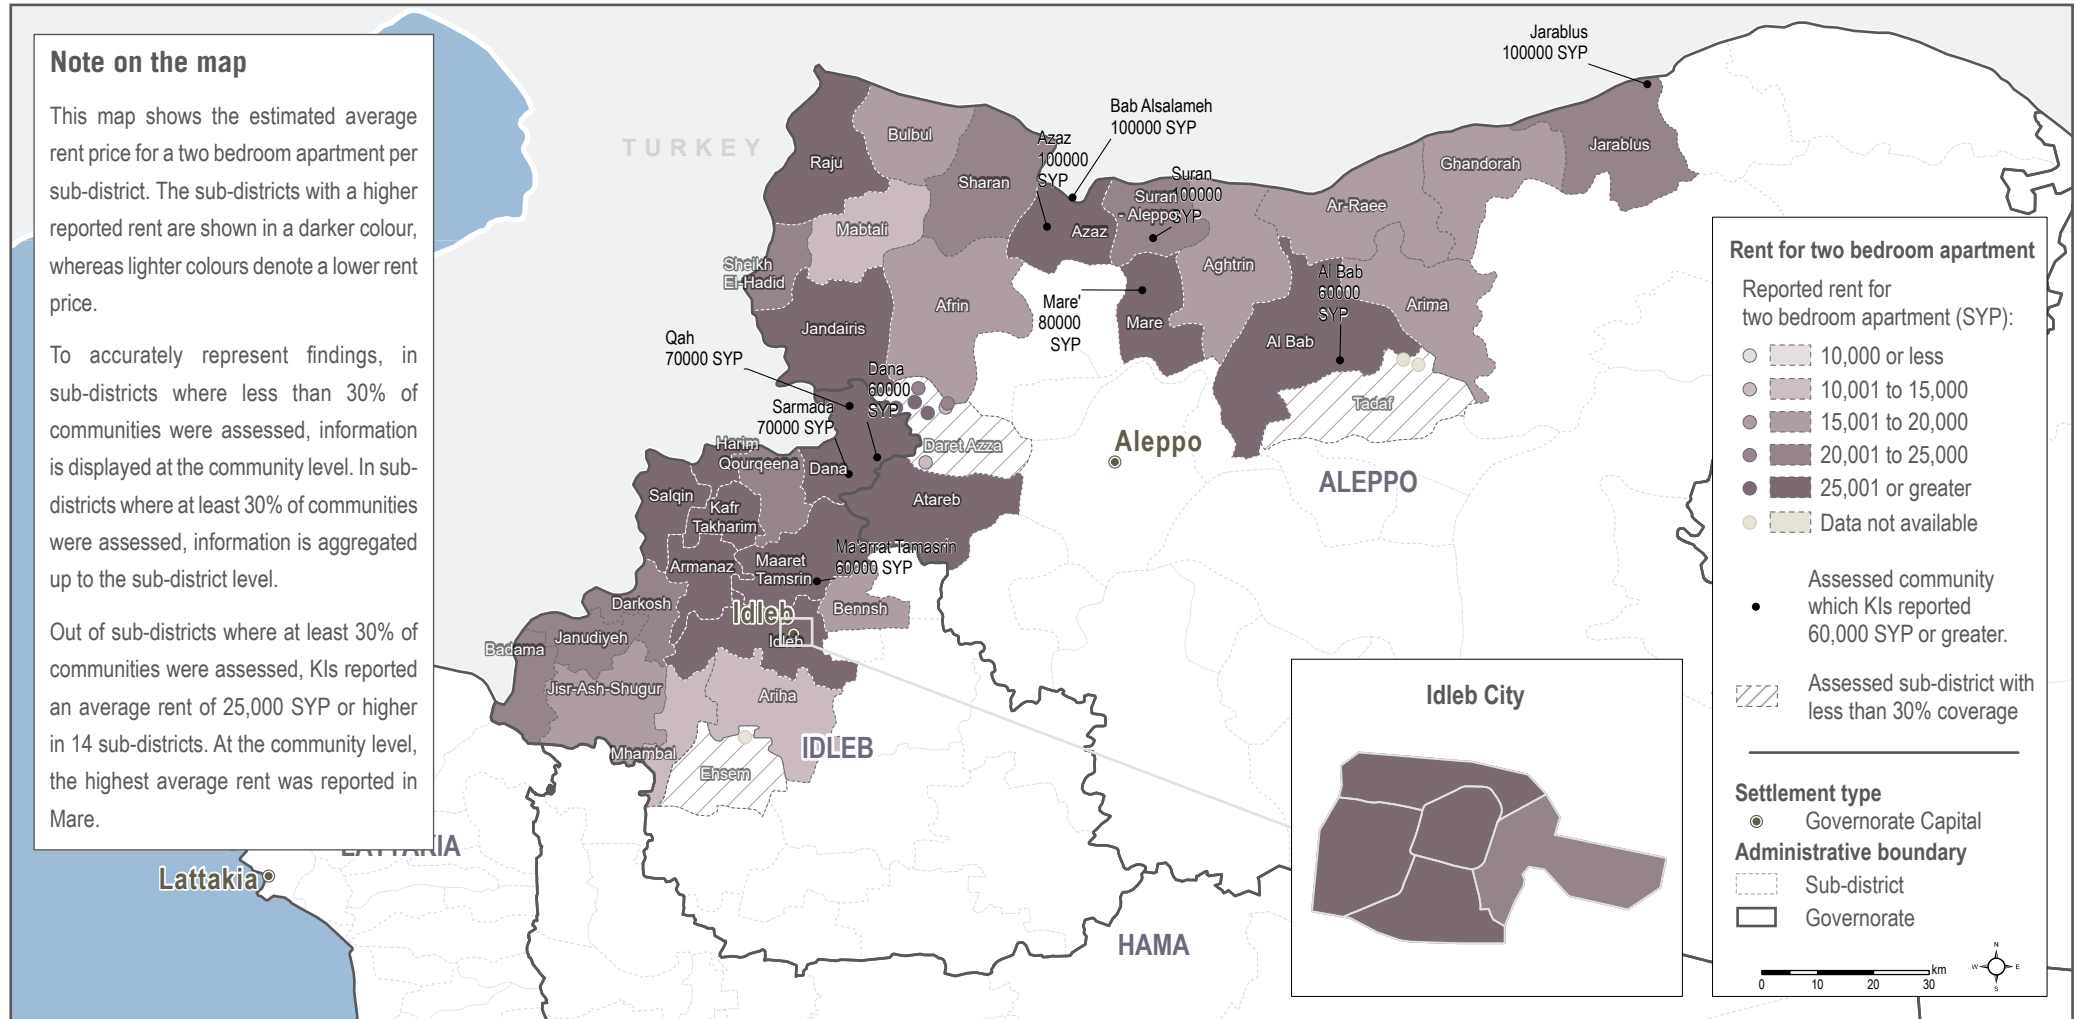 Note on the map
This map shows the estimated average
rent price for a two bedroom apartment per
sub-district. The sub-districts with a higher
reported rent are shown in a darker colour,
whereas lighter colours denote a lower rent
price.
To accurately represent findings, in
sub-districts where less than 30% of
communities were assessed, information
is displayed at the community level. In sub-
districts where at least 30% of communities
were assessed, information is aggregated
up to the sub-district level.
Out of sub-districts where at least 30% of
communities were assessed, KIs reported
an average rent of 25,000 SYP or higher
in 14 sub-districts. At the community level,
the highest average rent was reported in
Mare.
LATTAKIA
Lattakia
TURKEY
Jarablus
100000 SYP
Bab Alsalameh
100000 SYP
Azaz
100000
SYP
Suran
100000
SYP
Raju
Bulbul
Sharan
Mabtali
Sheikh
El-Hadid
Jandairis
Afrin
Azaz
Suran
- Aleppo
Aghtrin
Ar-Raee
Ghandorah
Jarablus
Arima
Al Bab
60000
SYP
Al Bab
Mare'
80000
SYP
Mare
Tadaf
Qah
70000 SYP
Dana
60000
SYP
Sarmada
70000 SYP
Daret Azza
Aleppo
ALEPPO
Harim
Qourqeena
Dana
Salqin
Kafr
Takharim
Atareb
Armanaz
Maaret
Tamsrin
Ma'arrat Tamasrin
60000 SYP
Darkosh
Idleb
Idleb
Bennsh
Badama
Janudiyeh
Jisr-Ash-Shugur
Ariha
Mhambal
Ehsem
IDLEB
HAMA
Idleb City
Rent for two bedroom apartment
Reported rent for
two bedroom apartment (SYP):
10,000 or less
10,001 to 15,000
15,001 to 20,000
20,001 to 25,000
25,001 or greater
Data not available
Assessed community
which KIs reported
60,000 SYP or greater.
Assessed sub-district with
less than 30% coverage
Settlement type
Governorate Capital
Administrative boundary
Sub-district
Governorate
N
W E
S
km
0 10 20 30